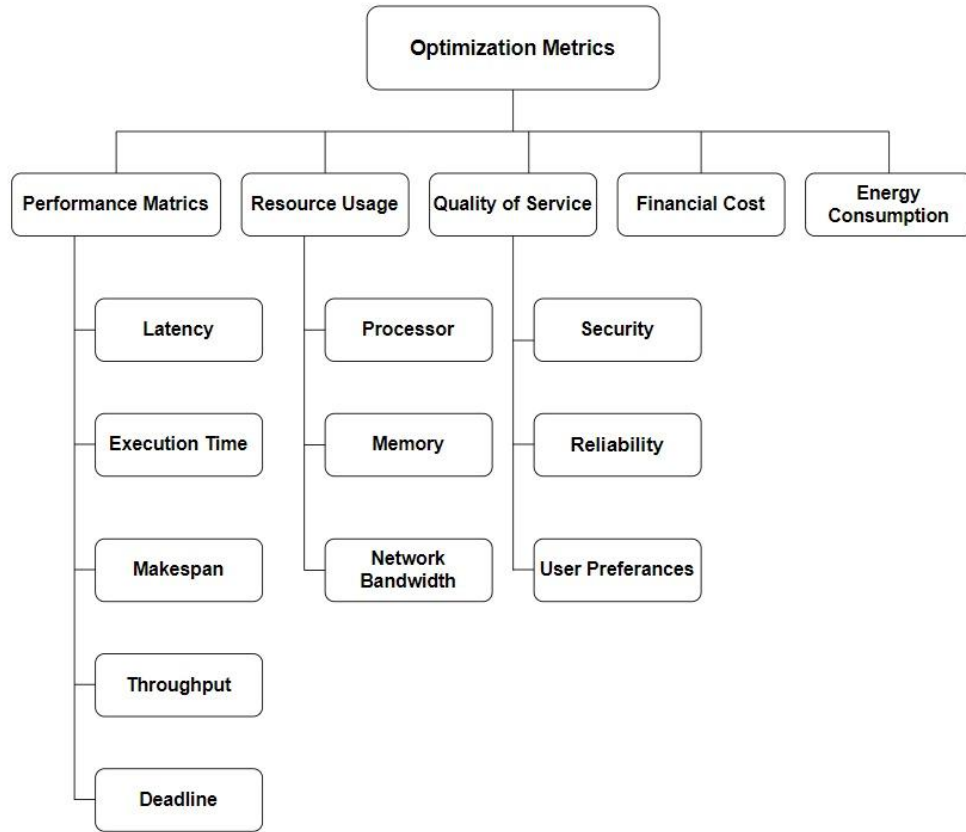 Optimization Metrics
Performance Matrics
Resource Usage
Quality of Service
Financial Cost
Energy
Consumption
Latency
Execution Time
Makespan
Throughput
Deadline
Processor
Memory
Network
Bandwidth
Security
Reliability
User Preferances